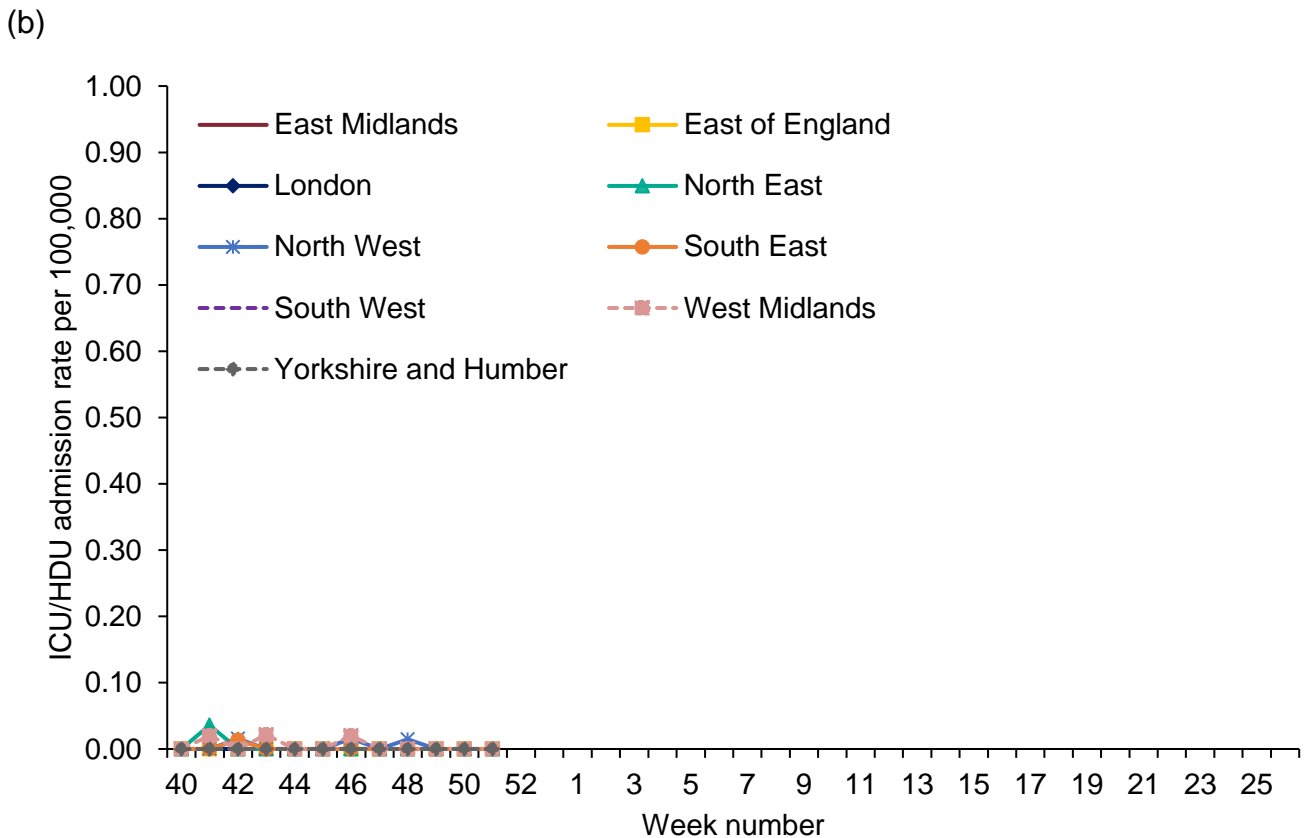 (b)
ICU/HDU admission rate per 100,000
1.00
0.90
0.80
0.70
0.60
0.50
0.40
0.30
0.20
0.10
0.00
East Midlands
East of England
London
North East
North West
South East
South West
West Midlands
Yorkshire and Humber
40 42 44 46 48 50 52 1 3 5 7 9 11 13 15 17 19 21 23 25
Week number